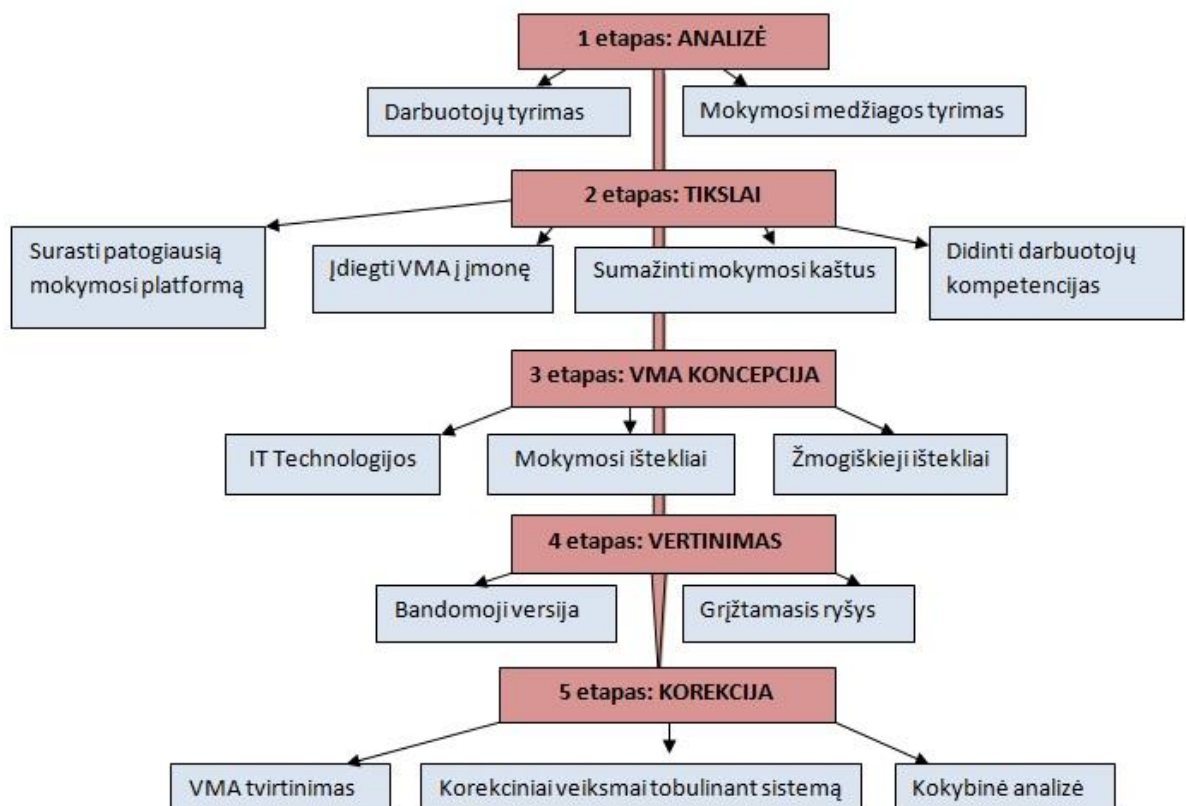 1 etapas: ANALIZĖ
Darbuotojų tyrimas
Mokymosi medžiagos tyrimas
2 etapas: TIKSLAI
Surasti patogiausią
mokymosi platformą
Įdiegti VMA į įmonę
Sumažinti mokymosi kaštus
Didinti darbuotojų
kompetencijas
3 etapas: VMA KONCEPCIJA
IT Technologijos
Mokymosi ištekliai
Žmogiškieji ištekliai
4 etapas: VERTINIMAS
Bandomoji versija
Grįžtamasis ryšys
5 etapas: KOREKCIJA
VMA tvirtinimas
Korekciniai veiksmai tobulinant sistemą
Kokybinė analizė